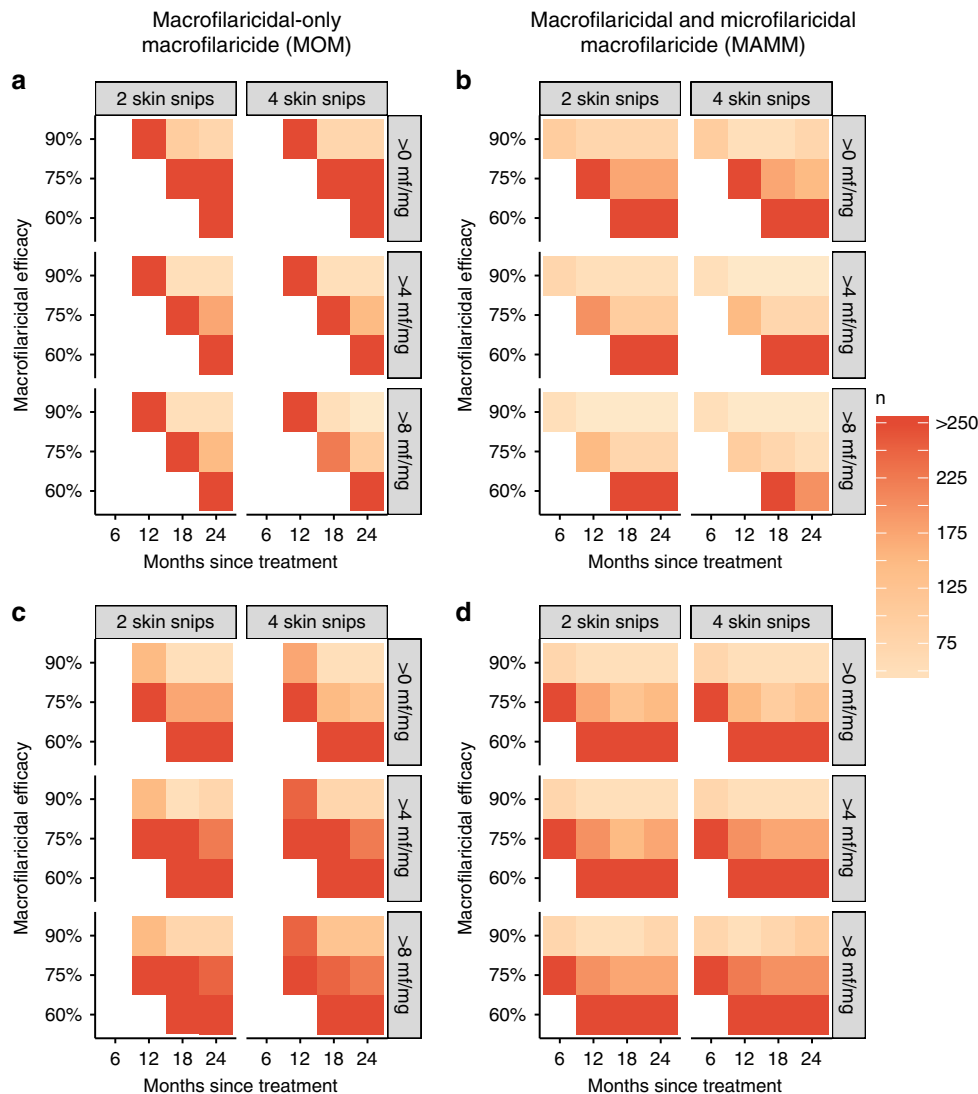 Macrofilaricidal-only
macrofilaricide (MOM)
Macrofilaricidal and microfilaricidal
macrofilaricide (MAMM)
a
2 skin snips
4 skin snips
Macrofilaricidal efficacy
90%
75%
60%
>0 mf/mg
90%
75%
60%
>4 mf/mg
90%
75%
60%
>8 mf/mg
6 12 18 24
6 12 18 24
Months since treatment
b
2 skin snips
4 skin snips
Macrofilaricidal efficacy
90%
75%
60%
>0 mf/mg
90%
75%
60%
>4 mf/mg
90%
75%
60%
>8 mf/mg
6 12 18 24
6 12 18 24
Months since treatment
n
>250
225
175
125
75
c
2 skin snips
4 skin snips
Macrofilaricidal efficacy
90%
75%
60%
>0 mf/mg
90%
75%
60%
>4 mf/mg
90%
75%
60%
>8 mf/mg
6 12 18 24
6 12 18 24
Months since treatment
d
2 skin snips
4 skin snips
Macrofilaricidal efficacy
90%
75%
60%
>0 mf/mg
90%
75%
60%
>4 mf/mg
90%
75%
60%
>8 mf/mg
6 12 18 24
6 12 18 24
Months since treatment